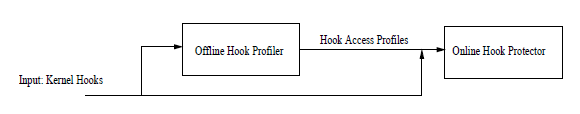 Hook Access Profiles
Offline Hook Profiler
Online Hook Protector
Input: Kernel Hooks